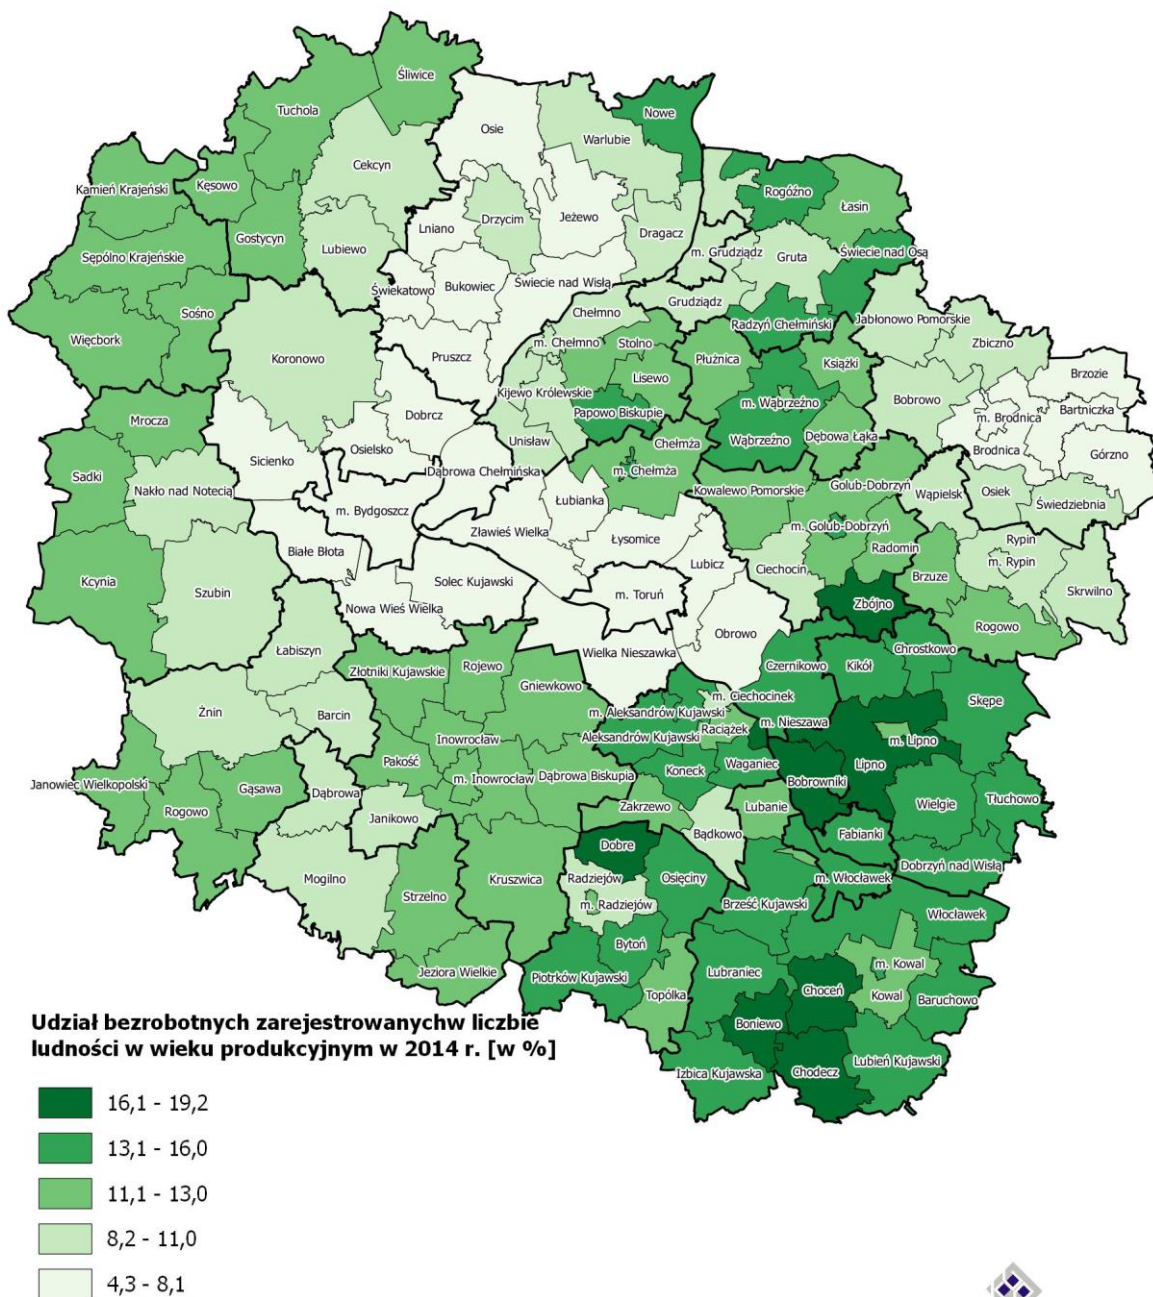 Śliwice
Tuchola
Nowe
Osie
Warlubie
Cekcyn
Rogóźno
Kamień Krajeński
Kęsowo
Łasin
Drzycim
Jeżewo
Lniano
Dragacz
Gostycyn
Lubiewo
m. Grudziądz
Gruta
Świecie nad Osą
Sępólno Krajeńskie
Świekatowo
Bukowiec
Świecie nad Wisłą
Grudziądz
Sośno
Chełmno
Radzyń Chełmiński
Jabłonowo Pomorskie
Więcbork
m. Chełmno
Stolno
Zbiczno
Koronowo
Pruszcz
Płużnica
Książki
Brzozie
Lisewo
Kijewo Królewskie
m. Wąbrzeźno
Bobrowo
Bartniczka
Papowo Biskupie
Dobrcz
m. Brodnica
Mrocza
Unisław
Chełmża
Wąbrzeźno
Dębowa Łąka
Osielsko
Brodnica
Sicienko
Górzno
Dąbrowa Chełmińska
m. Chełmża
Sadki
Nakło nad Notecią
Kowalewo Pomorskie
Golub-Dobrzyń
Wąpielsk
Osiek
Łubianka
Świedziebnia
m. Bydgoszcz
m. Golub-Dobrzyń
Zławieś Wielka
Łysomice
Rypin
Radomin
Białe Błota
m. Rypin
Lubicz
Ciechocin
Kcynia
Solec Kujawski
Brzuze
Szubin
Skrwilno
m. Toruń
Zbójno
Nowa Wieś Wielka
Rogowo
Obrowo
Łabiszyn
Wielka Nieszawka
Chrostkowo
Złotniki Kujawskie
Rojewo
Czernikowo
Kikół
Gniewkowo
m. Ciechocinek
Skępe
Żnin
Barcin
m. Aleksandrów Kujawski
m. Nieszawa
Raciążek
Inowrocław
Aleksandrów Kujawski
m. Lipno
Pakość
Waganiec
Lipno
Janowiec Wielkopolski
Gąsawa
m. Inowrocław
Dąbrowa Biskupia
Koneck
Bobrowniki
Dąbrowa
Tłuchowo
Rogowo
Zakrzewo
Lubanie
Wielgie
Janikowo
Bądkowo
Fabianki
Dobre
Dobrzyń nad Wisłą
Mogilno
Kruszwica
Radziejów
Osięciny
m. Włocławek
Strzelno
m. Radziejów
Brześć Kujawski
Włocławek
Bytoń
m. Kowal
Jeziora Wielkie
Piotrków Kujawski
Lubraniec
Topólka
Choceń
Kowal
Baruchowo
Boniewo
Lubień Kujawski
Izbica Kujawska
Chodecz
Udział bezrobotnych zarejestrowanychw liczbie
ludności w wieku produkcyjnym w 2014 r. [w %]
16,1 - 19,2
13,1 - 16,0
11,1 - 13,0
8,2 - 11,0
4,3 - 8,1